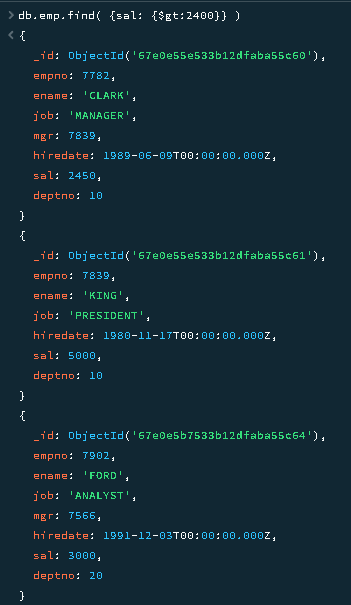 > db.emp.find( {sal: {$gt:2400}} )
< {
_id: ObjectId('67e0e55e533b12dfaba55c60'),
empno: 7782,
ename: 'CLARK',
job: 'MANAGER',
mgr: 7839,
hiredate: 1989-06-09T00:00:00.000Z,
sal: 2450,
deptno: 10
}
{
_id: ObjectId('67e0e55e533b12dfaba55c61'),
empno: 7839,
ename: 'KING',
job: 'PRESIDENT',
hiredate: 1980-11-17T00:00:00.000Z,
sal: 5000,
deptno: 10
}
{
_id: ObjectId('67e0e5b7533b12dfaba55c64'),
empno: 7902,
ename: 'FORD',
job: 'ANALYST',
mgr: 7566,
hiredate: 1991-12-03T00:00:00.000Z,
sal: 3000,
deptno: 20
}